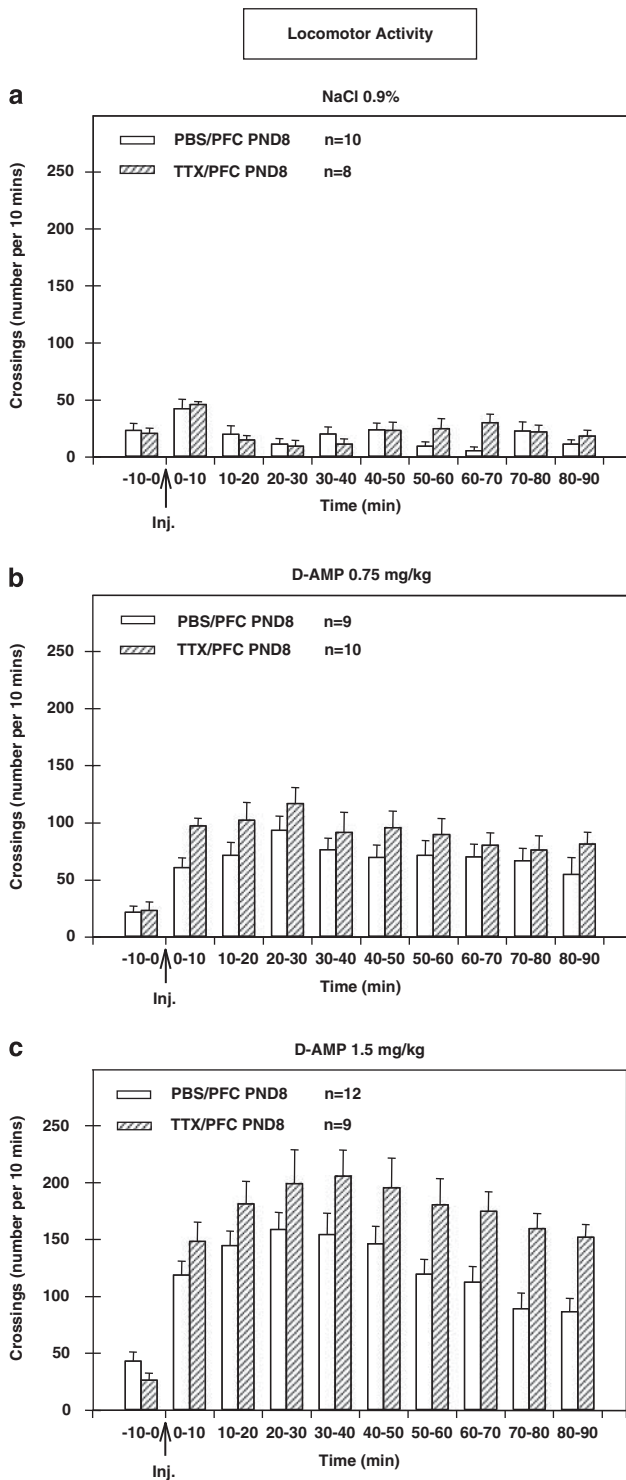 Locomotor Activity
a
NaCl 0.9%
PBS/PFC PND8 n=10
TTX/PFC PND8 n=8
Crossings (number per 10 mins)
250
200
150
100
50
0
-10-0 0-10 10-20 20-30 30-40 40-50 50-60 60-70 70-80 80-90
Time (min)
Inj.
b
D-AMP 0.75 mg/kg
PBS/PFC PND8 n=9
TTX/PFC PND8 n=10
Crossings (number per 10 mins)
250
200
150
100
50
0
-10-0 0-10 10-20 20-30 30-40 40-50 50-60 60-70 70-80 80-90
Time (min)
Inj.
c
D-AMP 1.5 mg/kg
PBS/PFC PND8 n=12
TTX/PFC PND8 n=9
Crossings (number per 10 mins)
250
200
150
100
50
0
-10-0 0-10 10-20 20-30 30-40 40-50 50-60 60-70 70-80 80-90
Time (min)
Inj.